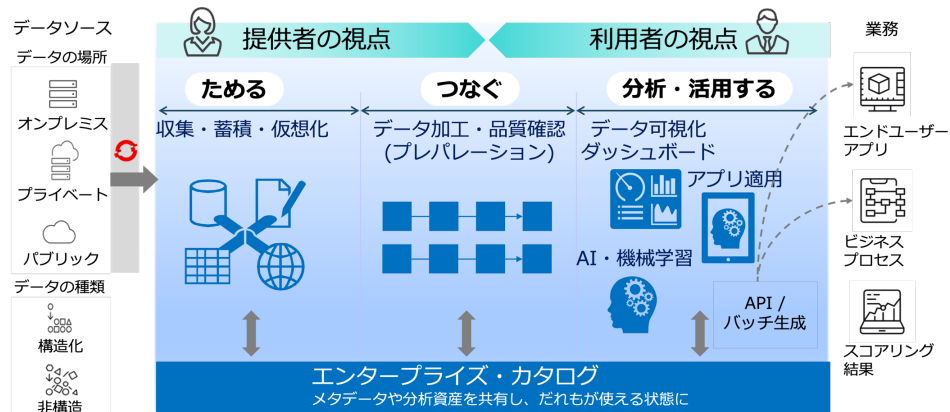 データソース
データの場所
オンプレミス
プライベート
パブリック
データの種類
構造化
非構造
提供者の視点
利用者の視点
ためる
つなぐ
分析・活用する
収集・蓄積・仮想化
データ加工・品質確認
(プレパレーション)
データ可視化
ダッシュボード
アプリ適用
AI・機械学習
API /
バッチ生成
エンタープライズ・カタログ
メタデータや分析資産を共有し、だれもが使える状態に
業務
エンドユーザー
アプリ
ビジネス
プロセス
スコアリング
結果